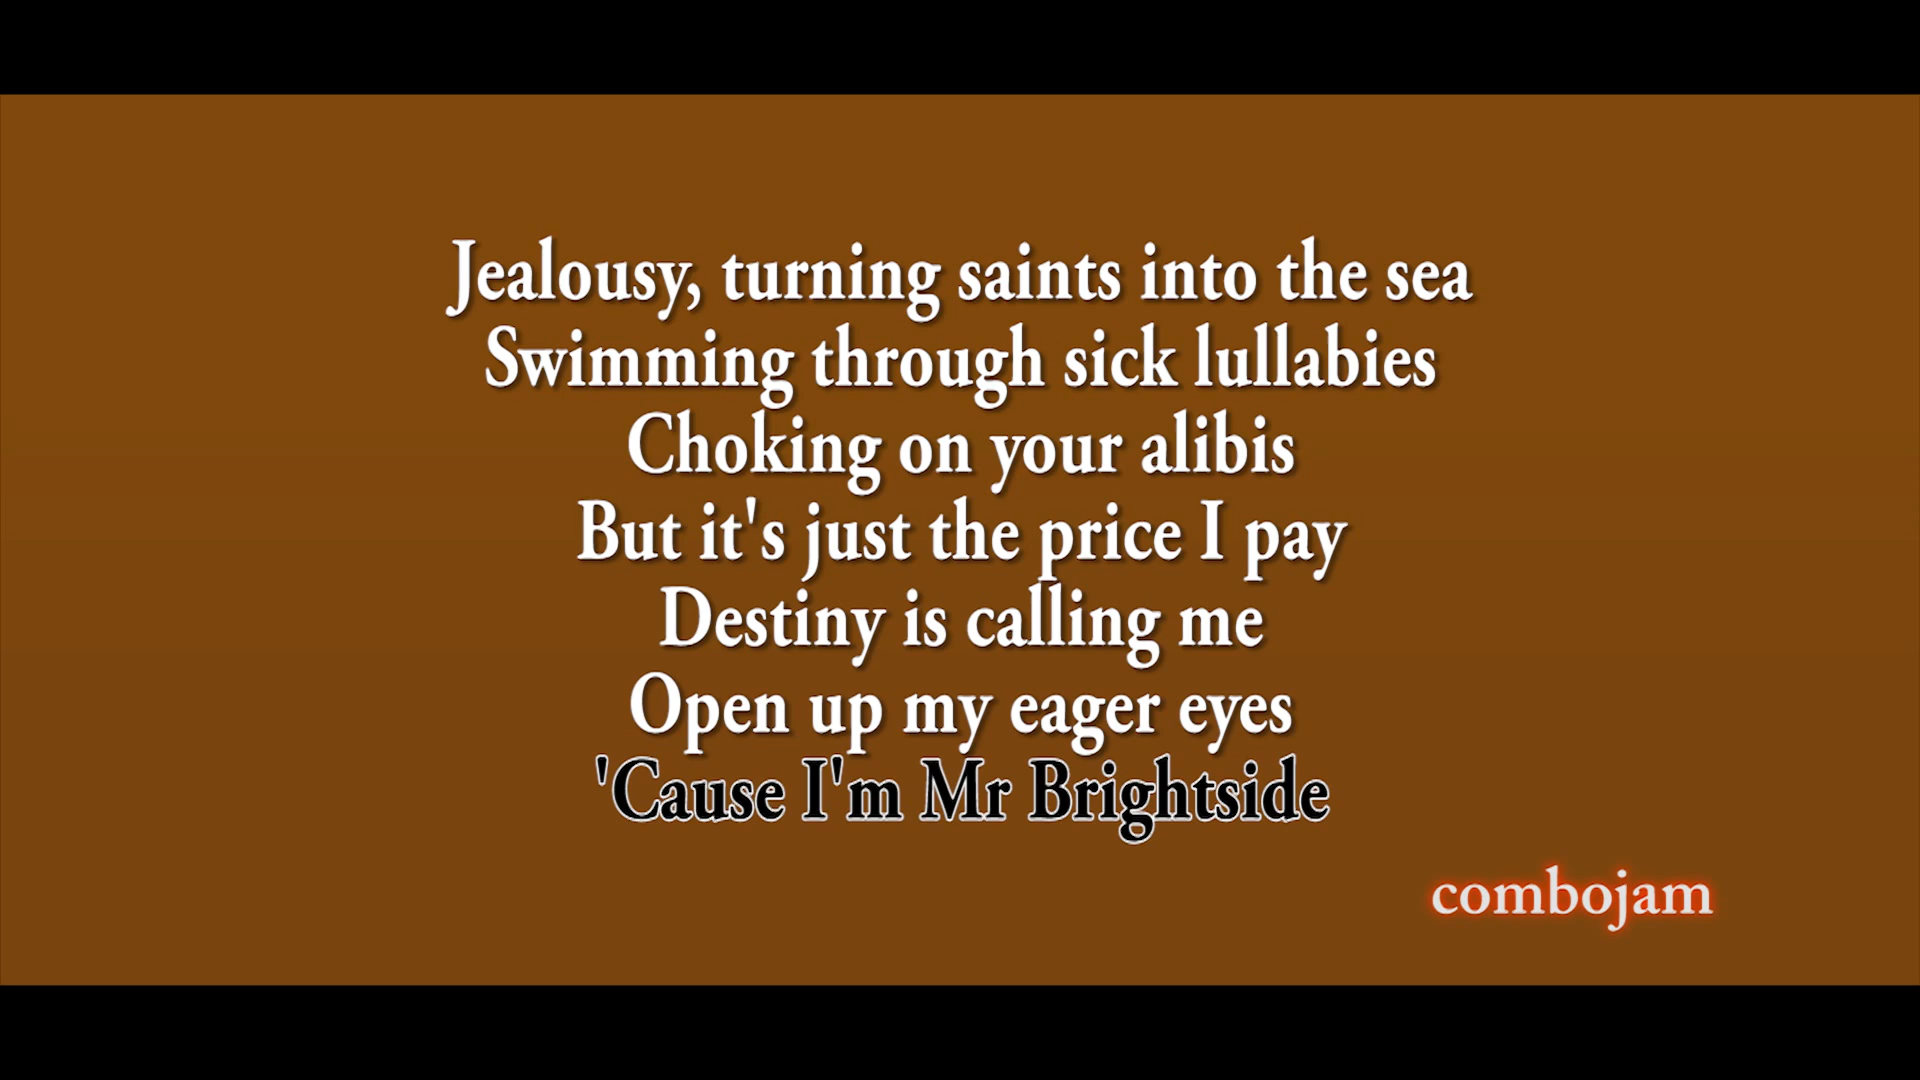 Jealousy, turning saints into the sea
Swimming through sick lullabies
Choking on your alibis
But it's just the price I pay
Destiny is calling me
Open up my eager eyes
'Cause I'm Mr Brightside
combojam